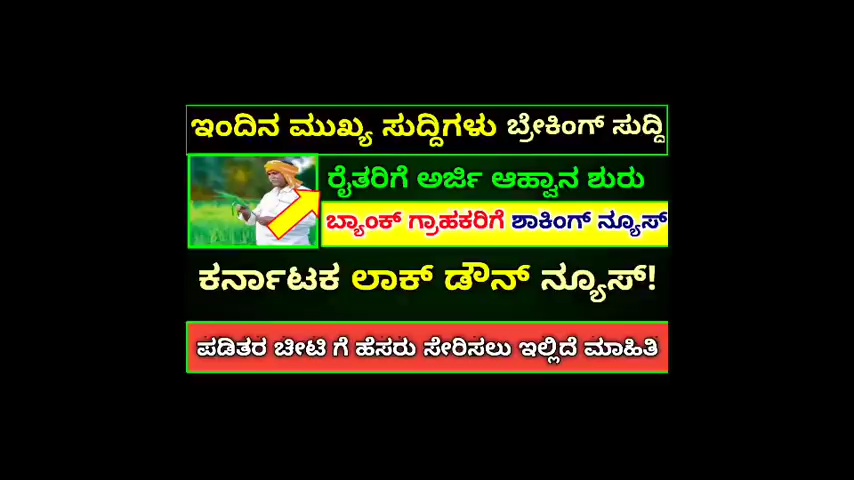 ಇಂದಿನ ಮುಖ್ಯ ಸುದ್ದಿಗಳು ಬ್ರೇಕಿಂಗ್ ಸುದ್ದಿ
ರೈತರಿಗೆ ಅರ್ಜಿ ಆಹ್ವಾನ ಶುರು
ಬ್ಯಾಂಕ್ ಗ್ರಾಹಕರಿಗೆ ಶಾಕಿಂಗ್ ನ್ಯೂಸ್
ಕರ್ನಾಟಕ ಲಾಕ್ ಡೌನ್ ನ್ಯೂಸ್!
ಪಡಿತರ ಚೀಟಿ ಗೆ ಹೆಸರು ಸೇರಿಸಲು ಇಲ್ಲಿದೆ ಮಾಹಿತಿ